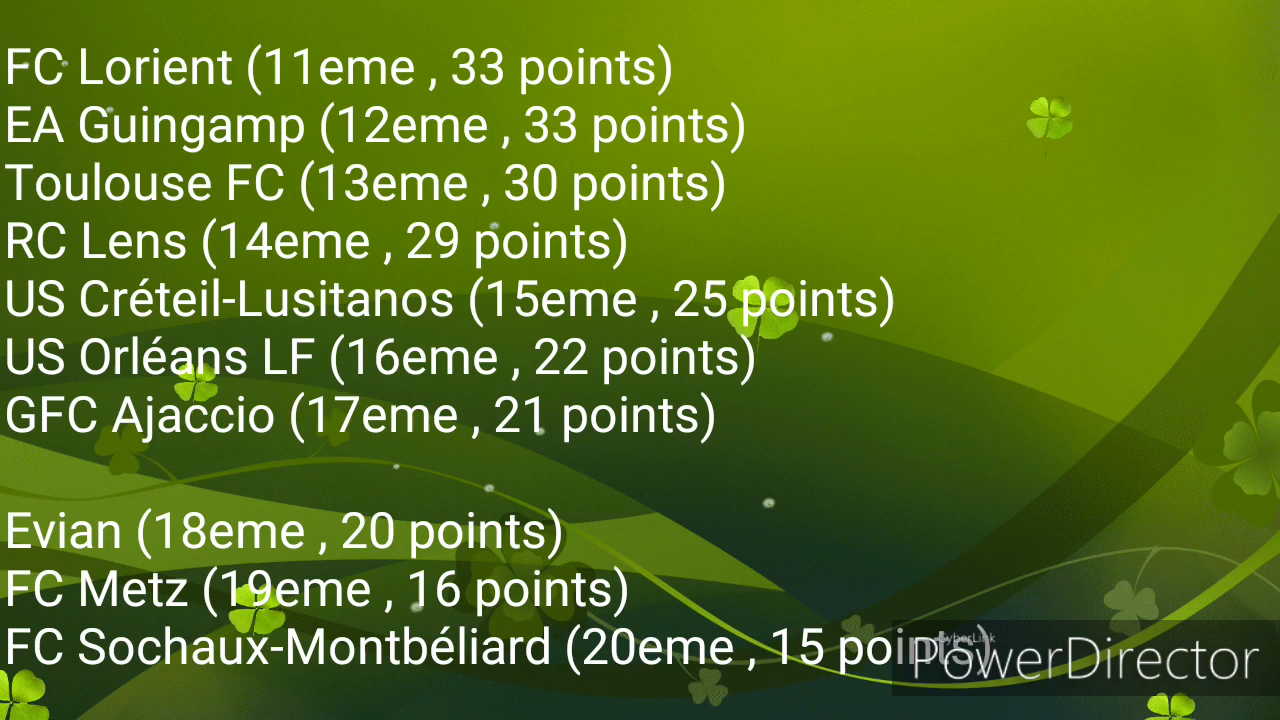 FC Lorient (11eme , 33 points)
EA Guingamp (12eme , 33 points)
Toulouse FC (13eme , 30 points)
RC Lens (14eme , 29 points)
US Créteil-Lusitanos (15eme , 25 points)
US Orléans LF (16eme , 22 points)
GFC Ajaccio (17eme , 21 points)
Evian (18eme , 20 points)
FC Metz (19eme , 16 points)
FC Sochaux-Montbéliard (20eme , 15 points)
CyberLink
PowerDirector